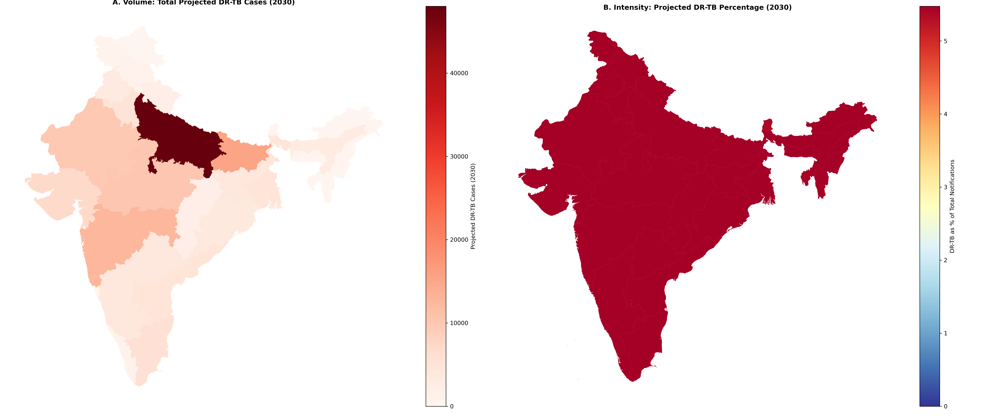 A. Volume: Total Projected DR-TB Cases (2030)
40000
30000
20000
10000
0
Projected DR-TB Cases (2030)
B. Intensity: Projected DR-TB Percentage (2030)
5
4
3
2
1
0
DR-TB as % of Total Notifications